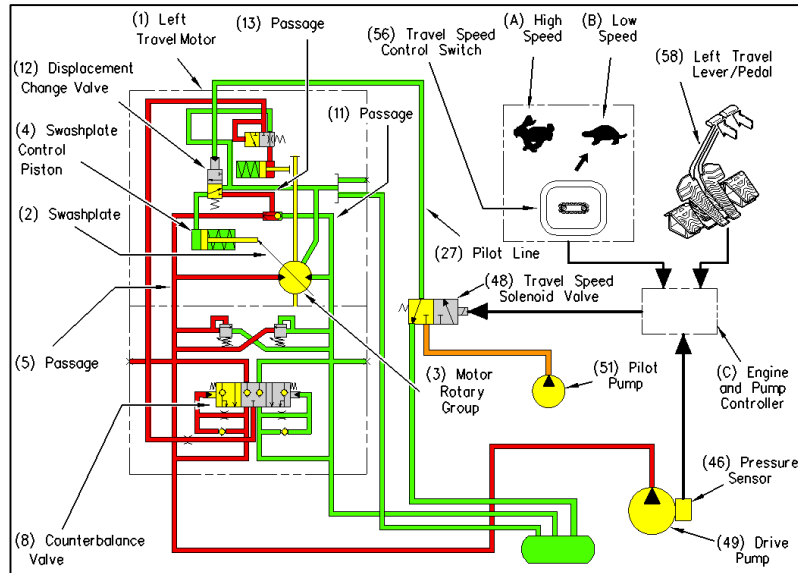 (1) Left
Travel Motor
(13) Passage
(A) High
Speed
(B) Low
Speed
(56) Travel Speed
Control Switch
(58) Left Travel
Lever/Pedal
(12) Displacement
Change Valve
(11) Passage
(4) Swashplate
Control
Piston
(2) Swashplate
(27) Pilot Line
(48) Travel Speed
Solenoid Valve
(5) Passage
(3) Motor
Rotary
Group
(51) Pilot
Pump
(C) Engine
and Pump
Controller
(46) Pressure
Sensor
(8) Counterbalance
Valve
(49) Drive
Pump